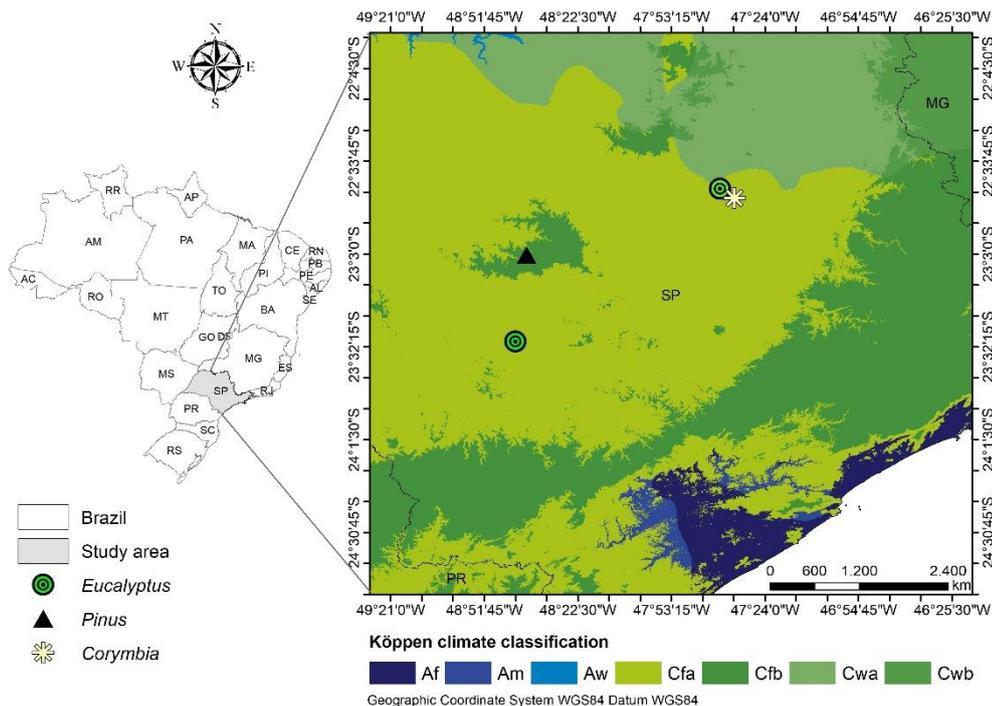 49°21'0"W 48°51'45"W 48°22'30"W 47°53'15"W 47°24'0"W 46°54'45"W 46°25'30"W
N
W E
S
22°4'30"S 22°33'45"S 23°3'0"S 23°32'15"S 24°1'30"S 24°30'45"S
MG
SP
PR
22°4'30"S 22°33'45"S 23°3'0"S 23°32'15"S 24°1'30"S 24°30'45"S
RR AP
AM PA MA CE RN
PB
PI PE
AC AL
RO TO SE
MT BA
GO DF
MG
MS ES
SP RJ
PR
SC
RS
Brazil
Study area
Eucalyptus
Pinus
Corymbia
0 600 1,200 2,400
km
49°21'0"W 48°51'45"W 48°22'30"W 47°53'15"W 47°24'0"W 46°54'45"W 46°25'30"W
Köppen climate classification
Af Am Aw Cfa Cfb Cwa Cwb
Geographic Coordinate System WGS84 Datum WGS84